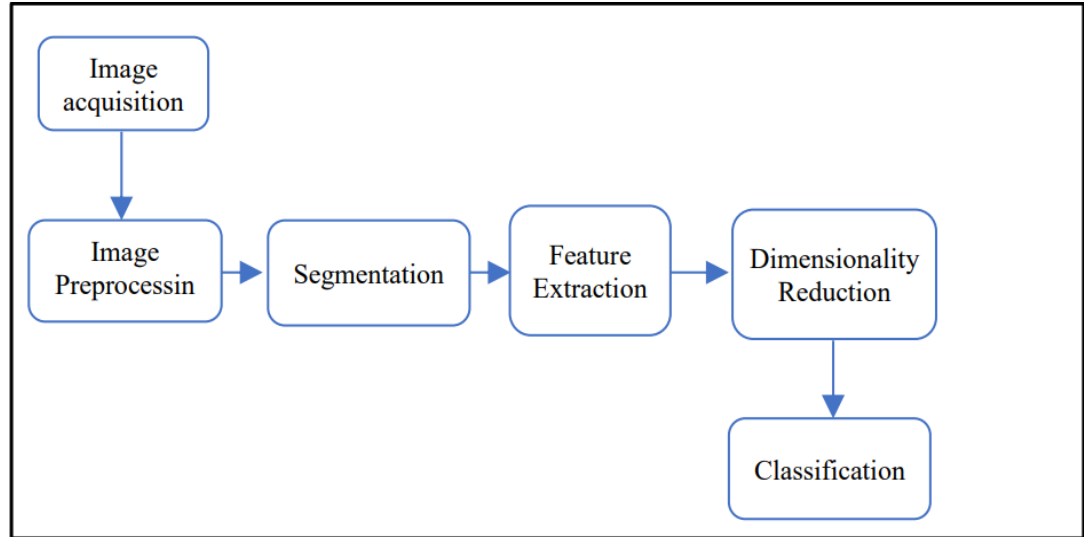 Image
acquisition
Image
Preprocessin
Segmentation
Feature
Extraction
Dimensionality
Reduction
Classification